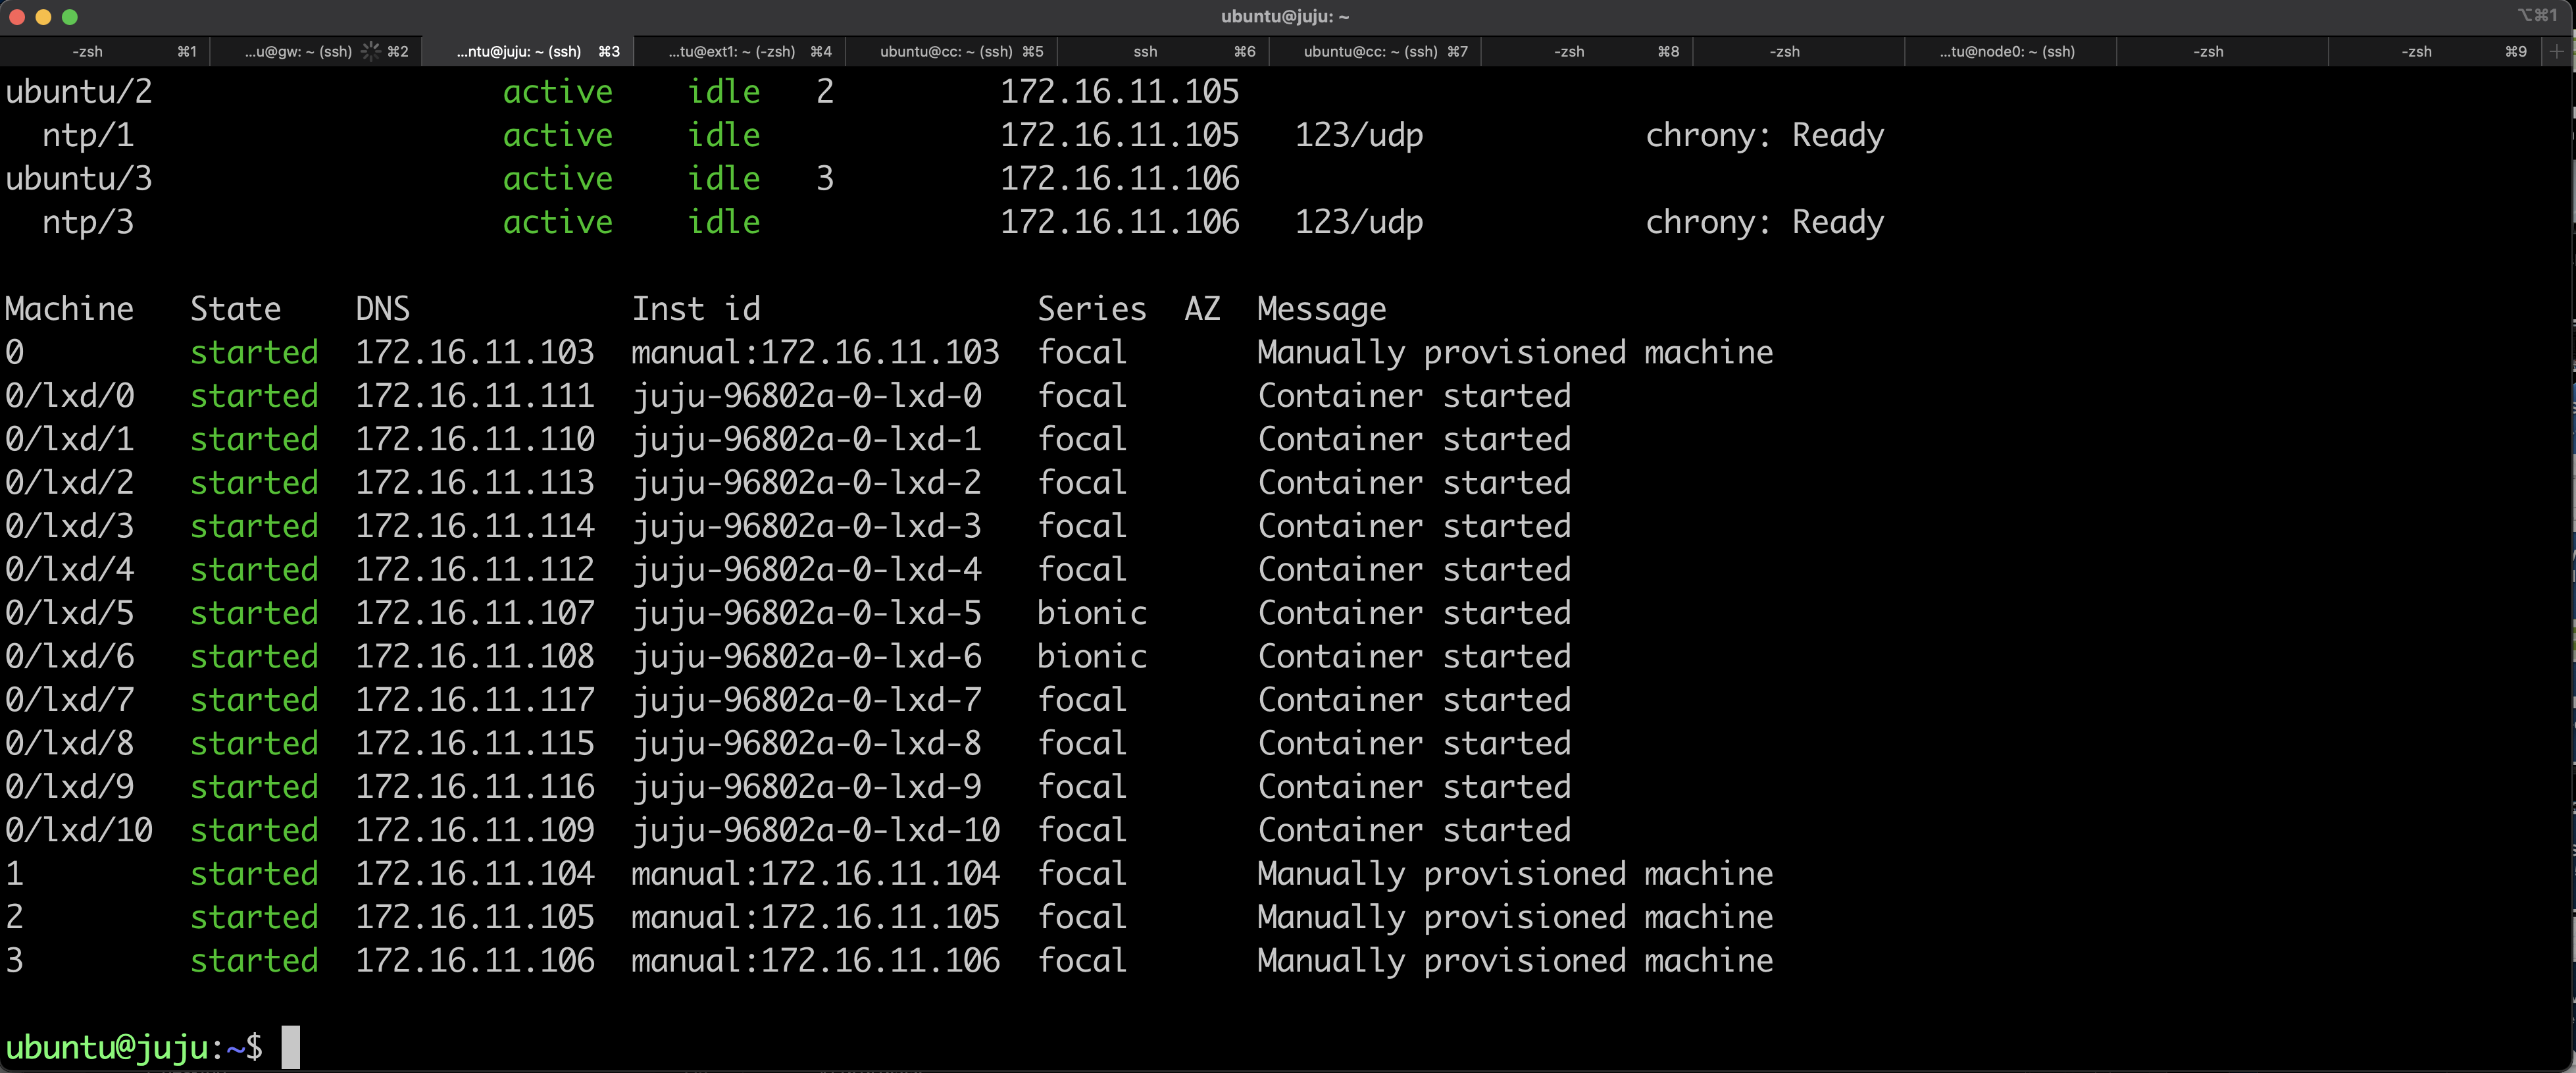 ubuntu@juju: ~
⌥⌘1
-zsh ⌘1 ...u@gw: ~ (ssh) ⌘2 ...ntu@juju: ~ (ssh) ⌘3 ...tu@ext1: ~ (-zsh) ⌘4 ubuntu@cc: ~ (ssh) ⌘5 ssh ⌘6 ubuntu@cc: ~ (ssh) ⌘7 -zsh ⌘8 -zsh ...tu@node0: ~ (ssh) -zsh -zsh ⌘9
ubuntu/2 active idle 2 172.16.11.105
ntp/1 active idle 172.16.11.105 123/udp chrony: Ready
ubuntu/3 active idle 3 172.16.11.106
ntp/3 active idle 172.16.11.106 123/udp chrony: Ready
Machine State DNS Inst id Series AZ Message
0 started 172.16.11.103 manual:172.16.11.103 focal Manually provisioned machine
0/lxd/0 started 172.16.11.111 juju-96802a-0-lxd-0 focal Container started
0/lxd/1 started 172.16.11.110 juju-96802a-0-lxd-1 focal Container started
0/lxd/2 started 172.16.11.113 juju-96802a-0-lxd-2 focal Container started
0/lxd/3 started 172.16.11.114 juju-96802a-0-lxd-3 focal Container started
0/lxd/4 started 172.16.11.112 juju-96802a-0-lxd-4 focal Container started
0/lxd/5 started 172.16.11.107 juju-96802a-0-lxd-5 bionic Container started
0/lxd/6 started 172.16.11.108 juju-96802a-0-lxd-6 bionic Container started
0/lxd/7 started 172.16.11.117 juju-96802a-0-lxd-7 focal Container started
0/lxd/8 started 172.16.11.115 juju-96802a-0-lxd-8 focal Container started
0/lxd/9 started 172.16.11.116 juju-96802a-0-lxd-9 focal Container started
0/lxd/10 started 172.16.11.109 juju-96802a-0-lxd-10 focal Container started
1 started 172.16.11.104 manual:172.16.11.104 focal Manually provisioned machine
2 started 172.16.11.105 manual:172.16.11.105 focal Manually provisioned machine
3 started 172.16.11.106 manual:172.16.11.106 focal Manually provisioned machine
ubuntu@juju:~$